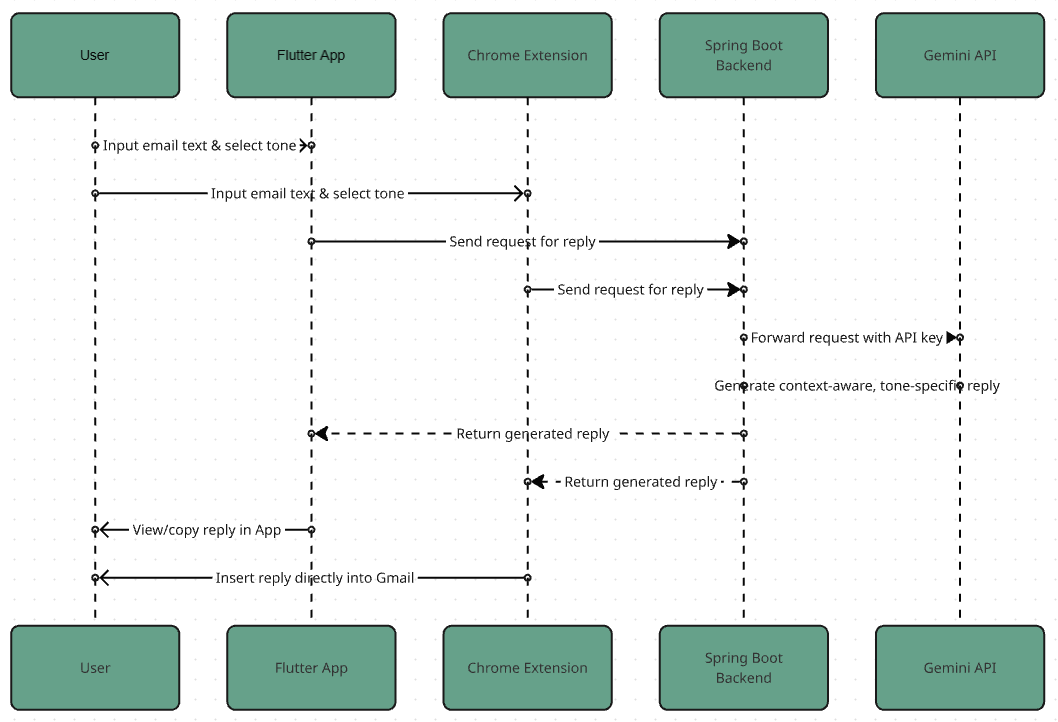 User
Flutter App
Chrome Extension
Spring Boot
Backend
Gemini API
Input email text & select tone
Input email text & select tone
Send request for reply
Send request for reply
Forward request with API key
Generate context-aware, tone-specific reply
Return generated reply
Return generated reply
View/copy reply in App
Insert reply directly into Gmail
User
Flutter App
Chrome Extension
Spring Boot
Backend
Gemini API